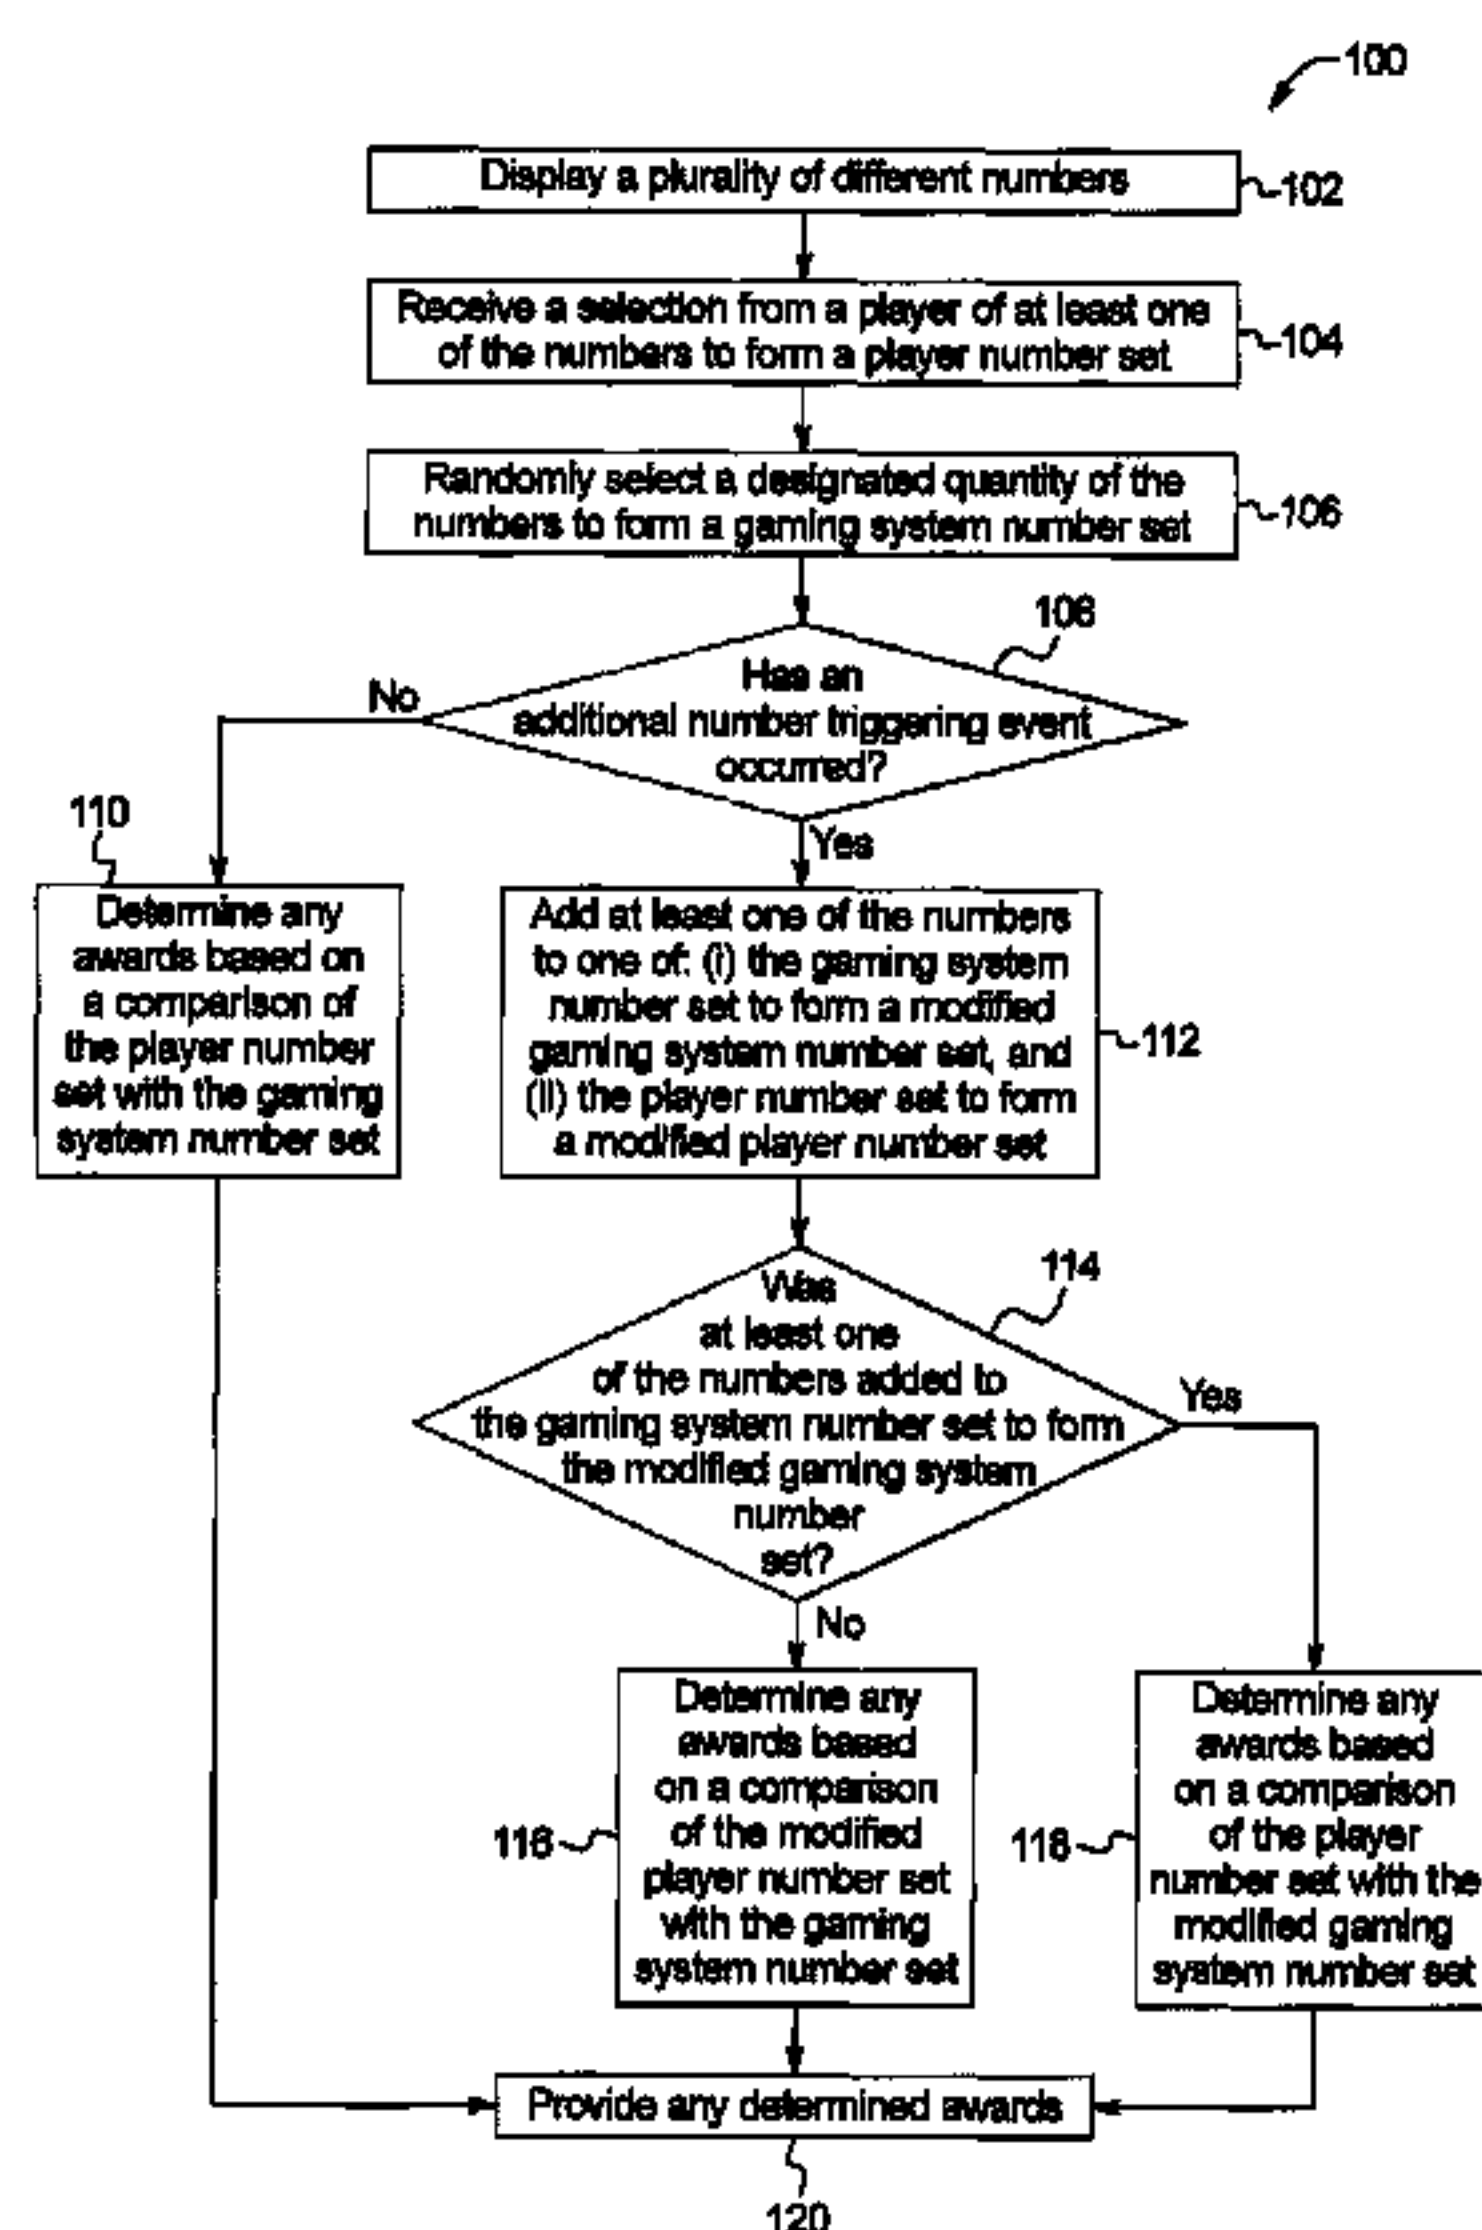 100
Display a plurality of different numbers
102
Receive a selection from a player of at least one
of the numbers to form a player number set
104
Randomly select a designated quantity of the
numbers to form a gaming system number set
106
108
Has an
additional number triggering event
occurred?
No
Yes
110
Determine any
awards based on
a comparison of
the player number
set with the gaming
system number set
Add at least one of the numbers
to one of: (i) the gaming system
number set to form a modified
gaming system number set, and
(ii) the player number set to form
a modified player number set
112
114
Was
at least one
of the numbers added to
the gaming system number set to form
the modified gaming system
number
set?
Yes
No
Determine any
awards based
on a comparison
of the modified
player number set
with the gaming
system number set
116
Determine any
awards based
on a comparison
of the player
number set with the
modified gaming
system number set
118
Provide any determined awards
120